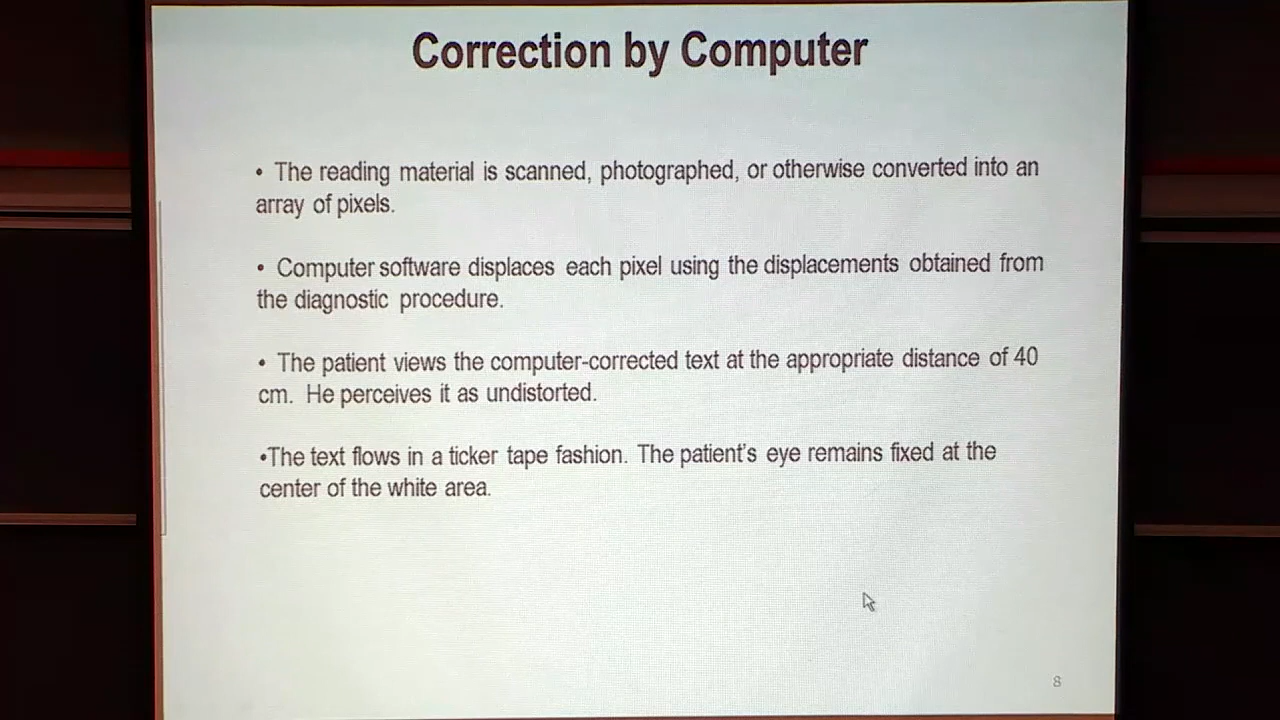 Correction by Computer
• The reading material is scanned, photographed, or otherwise converted into an
array of pixels.
• Computer software displaces each pixel using the displacements obtained from
the diagnostic procedure.
• The patient views the computer-corrected text at the appropriate distance of 40
cm. He perceives it as undistorted.
•The text flows in a ticker tape fashion. The patient's eye remains fixed at the
center of the white area.
8